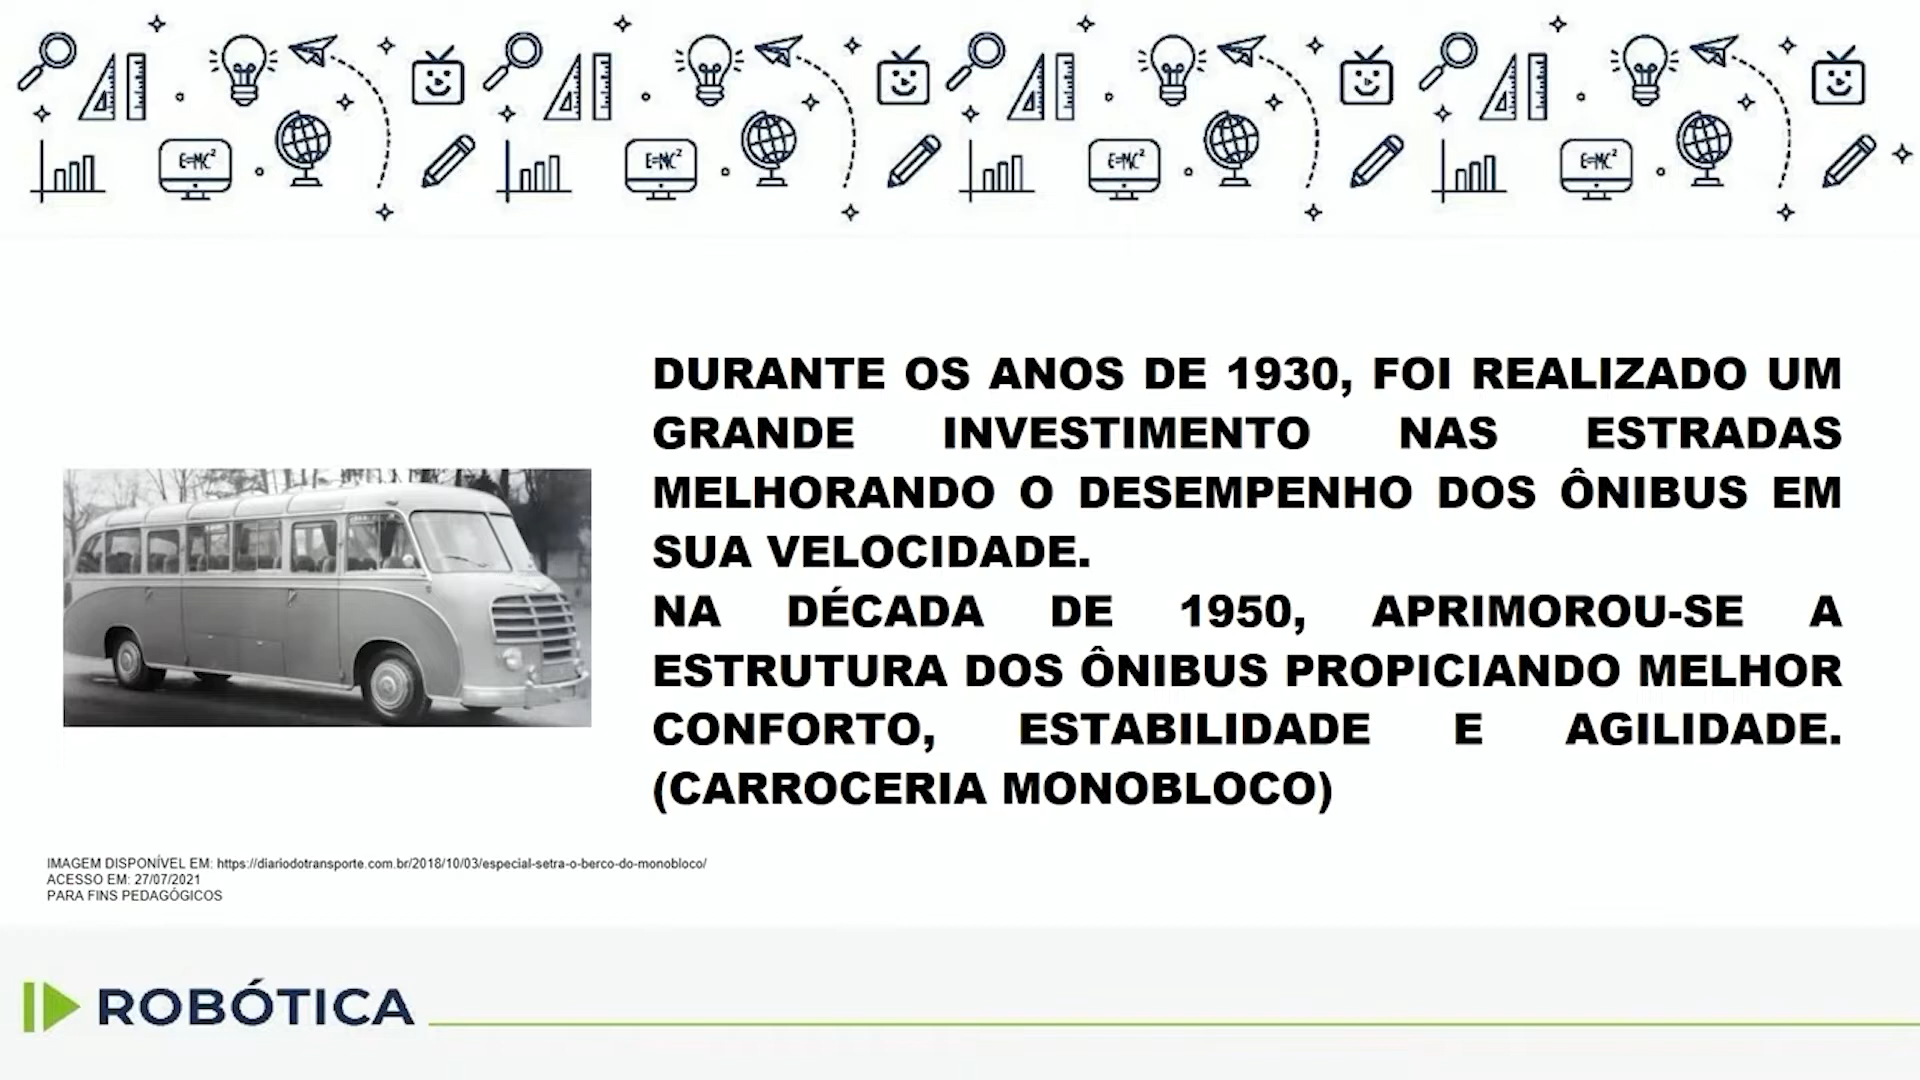 E=MC²
E=MC²
E=MC²
E=MC²
DURANTE OS ANOS DE 1930, FOI REALIZADO UM
GRANDE INVESTIMENTO NAS ESTRADAS
MELHORANDO O DESEMPENHO DOS ÔNIBUS EM
SUA VELOCIDADE.
NA DÉCADA DE 1950, APRIMOROU-SE A
ESTRUTURA DOS ÔNIBUS PROPICIANDO MELHOR
CONFORTO, ESTABILIDADE E AGILIDADE.
(CARROCERIA MONOBLOCO)
IMAGEM DISPONÍVEL EM: https://diariodotransporte.com.br/2018/10/03/especial-setra-o-berco-do-monobloco/
ACESSO EM: 27/07/2021
PARA FINS PEDAGÓGICOS
ROBÓTICA